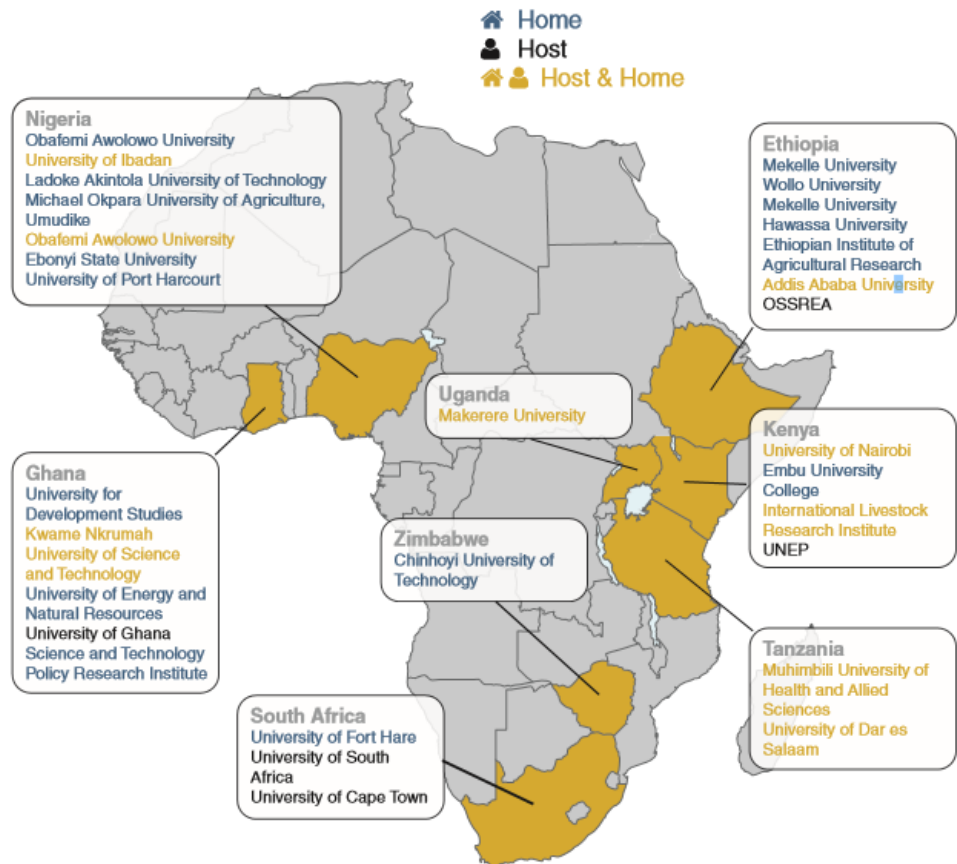 Home
Host
Host & Home
Nigeria
Obafemi Awolowo University
University of Ibadan
Ladoke Akintola University of Technology
Michael Okpara University of Agriculture,
Umudike
Obafemi Awolowo University
Ebonyi State University
University of Port Harcourt
Ethiopia
Mekelle University
Wollo University
Mekelle University
Hawassa University
Ethiopian Institute of
Agricultural Research
Addis Ababa University
OSSREA
Uganda
Makerere University
Kenya
University of Nairobi
Embu University
College
International Livestock
Research Institute
UNEP
Ghana
University for
Development Studies
Kwame Nkrumah
University of Science
and Technology
University of Energy and
Natural Resources
University of Ghana
Science and Technology
Policy Research Institute
Zimbabwe
Chinhoyi University of
Technology
Tanzania
Muhimbili University of
Health and Allied
Sciences
University of Dar es
Salaam
South Africa
University of Fort Hare
University of South
Africa
University of Cape Town